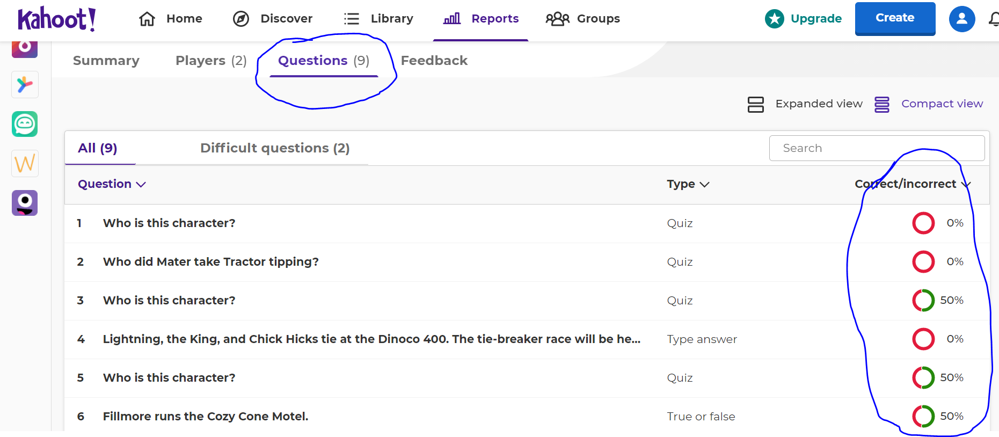 Kahoot! Home Discover Library Reports Groups Upgrade Create
Summary Players (2) Questions (9) Feedback
Expanded view Compact view
All (9) Difficult questions (2) Search
Question Type Correct/incorrect
1 Who is this character? Quiz 0%
2 Who did Mater take Tractor tipping? Quiz 0%
3 Who is this character? Quiz 50%
4 Lightning, the King, and Chick Hicks tie at the Dinoco 400. The tie-breaker race will be he... Type answer 0%
5 Who is this character? Quiz 50%
6 Fillmore runs the Cozy Cone Motel. True or false 50%